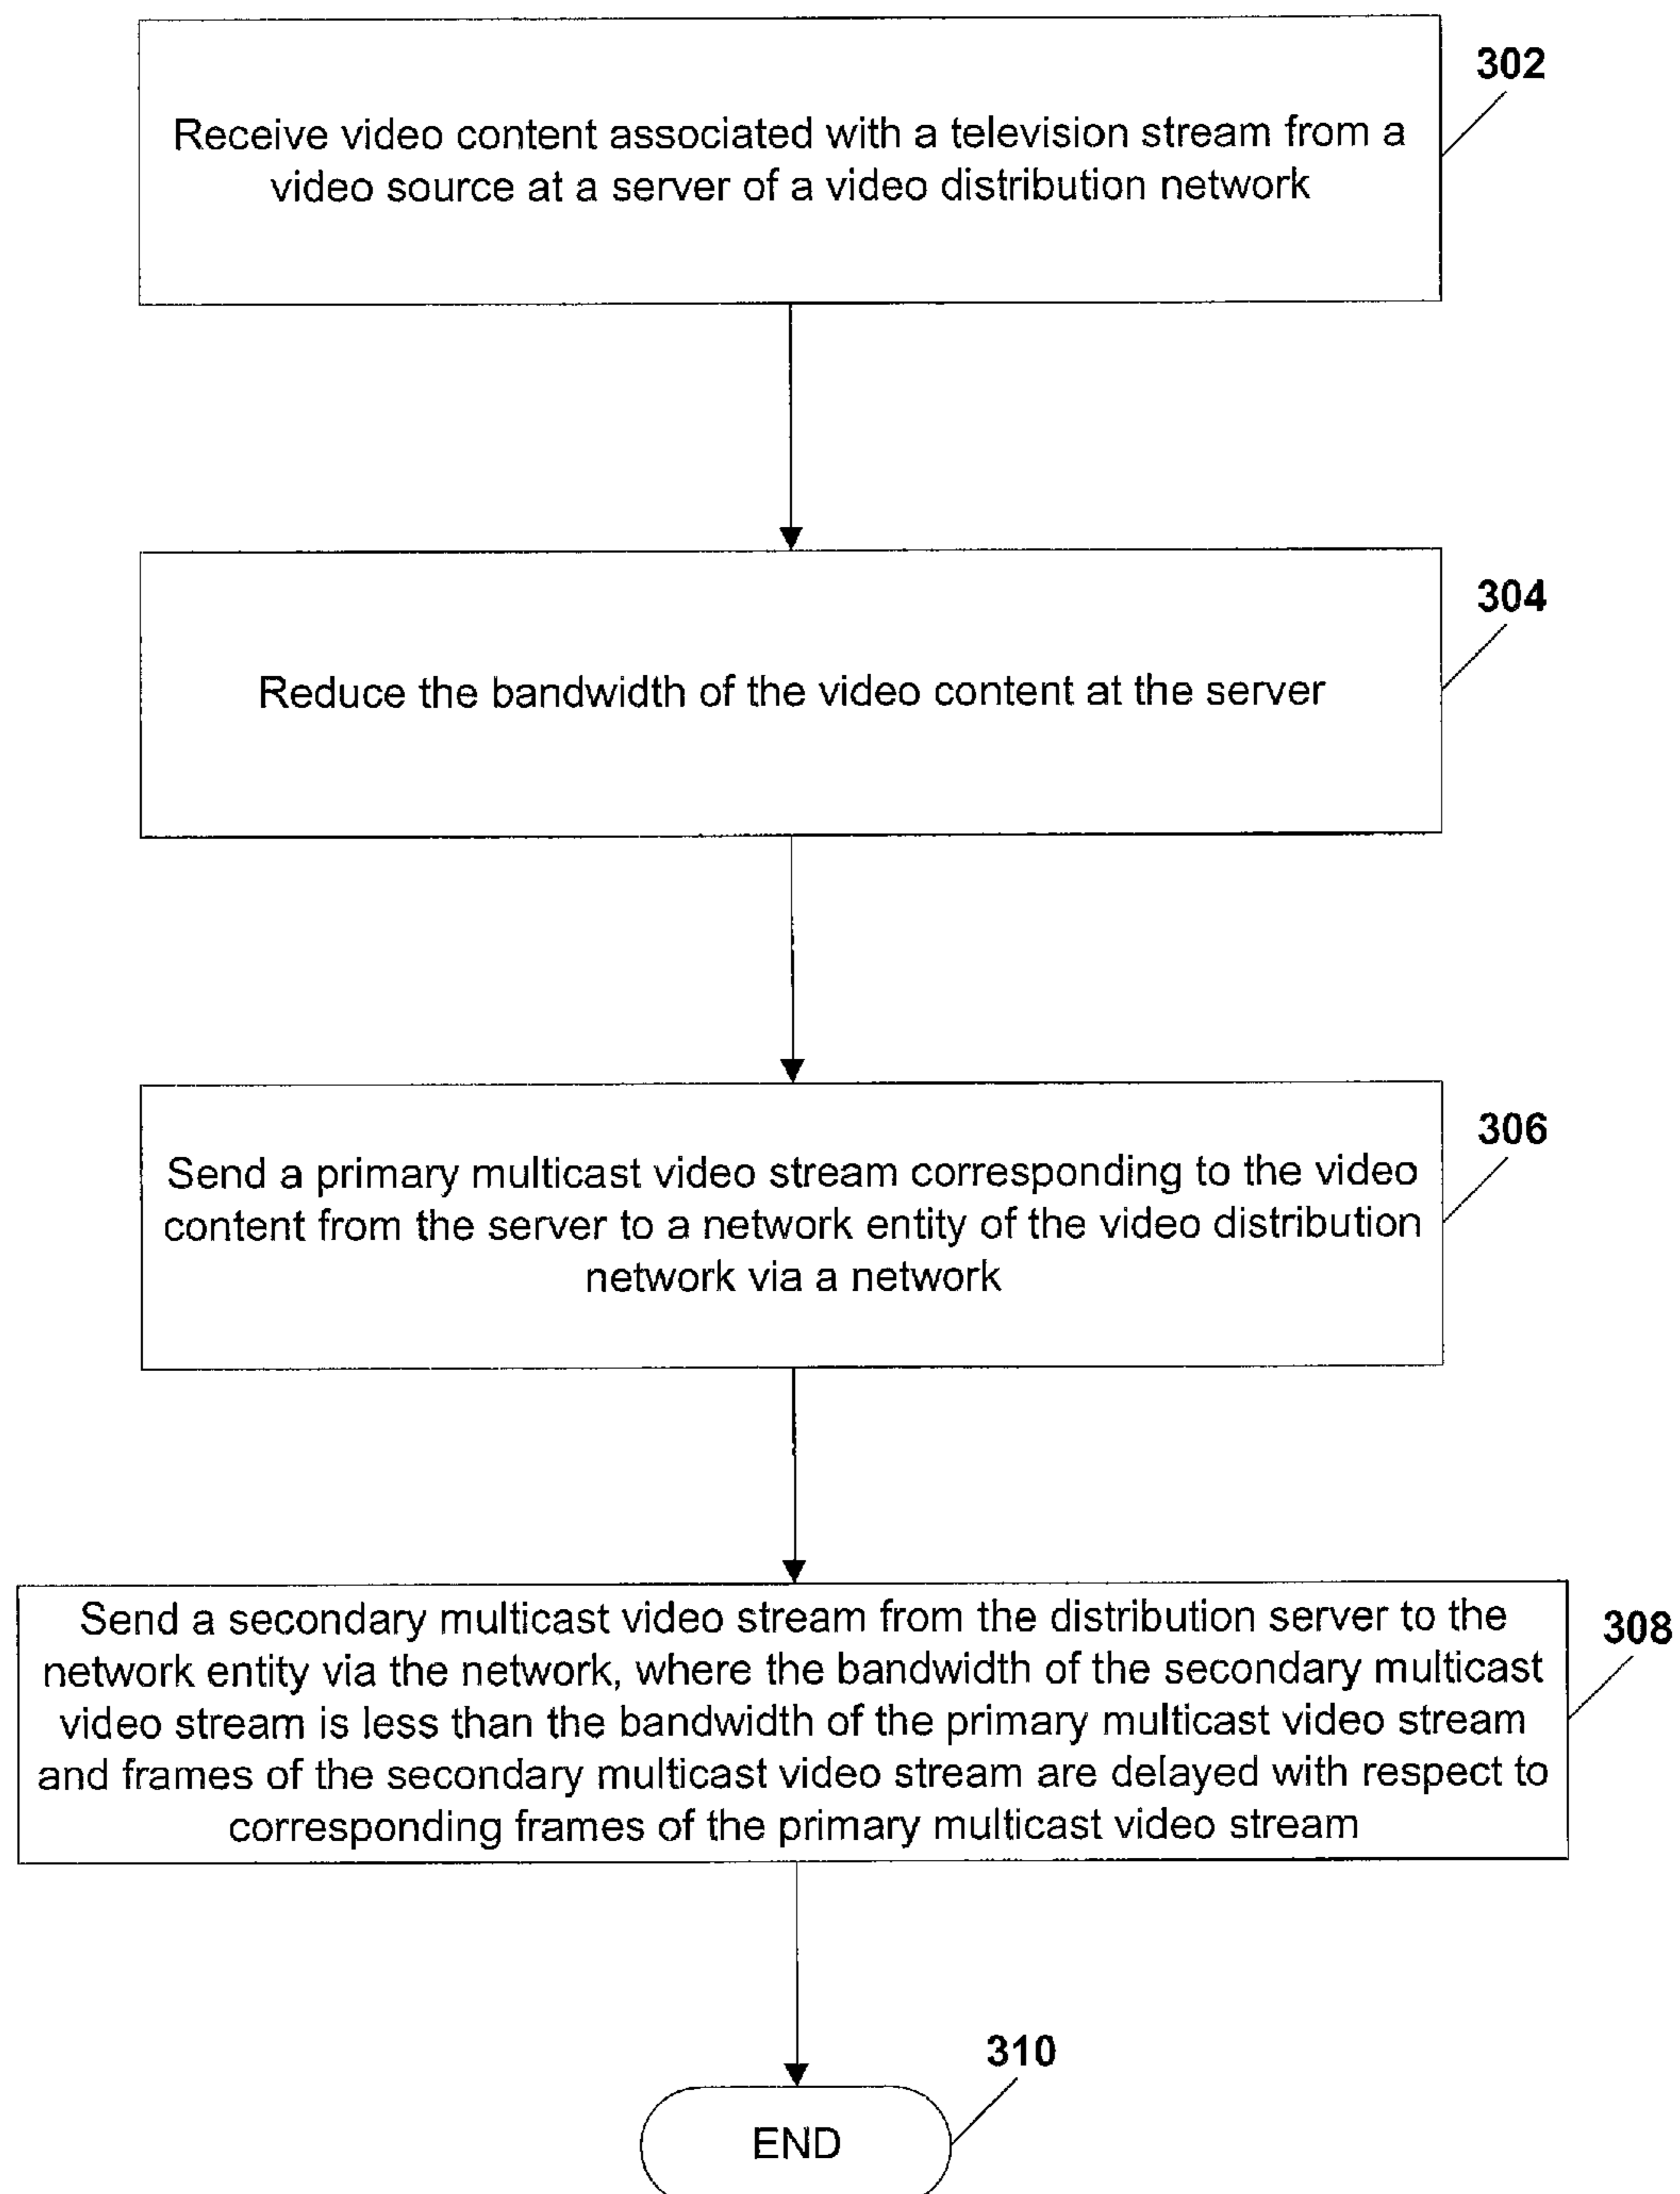 302
Receive video content associated with a television stream from a
video source at a server of a video distribution network
304
Reduce the bandwidth of the video content at the server
306
Send a primary multicast video stream corresponding to the video
content from the server to a network entity of the video distribution
network via a network
308
Send a secondary multicast video stream from the distribution server to the
network entity via the network, where the bandwidth of the secondary multicast
video stream is less than the bandwidth of the primary multicast video stream
and frames of the secondary multicast video stream are delayed with respect to
corresponding frames of the primary multicast video stream
310
END